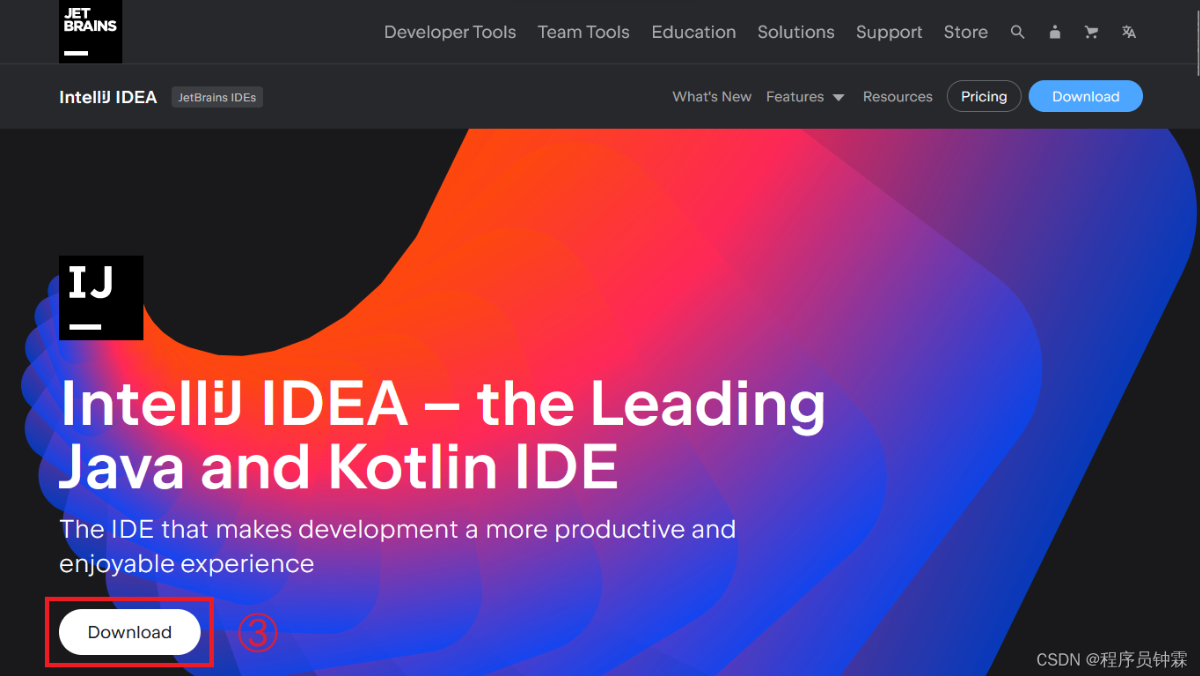 JET
BRAINS
Developer Tools Team Tools Education Solutions Support Store
IntelliJ IDEA JetBrains IDEs What's New Features Resources Pricing Download
IJ
IntelliJ IDEA – the Leading
Java and Kotlin IDE
The IDE that makes development a more productive and
enjoyable experience
Download ③
CSDN @程序员钟霖